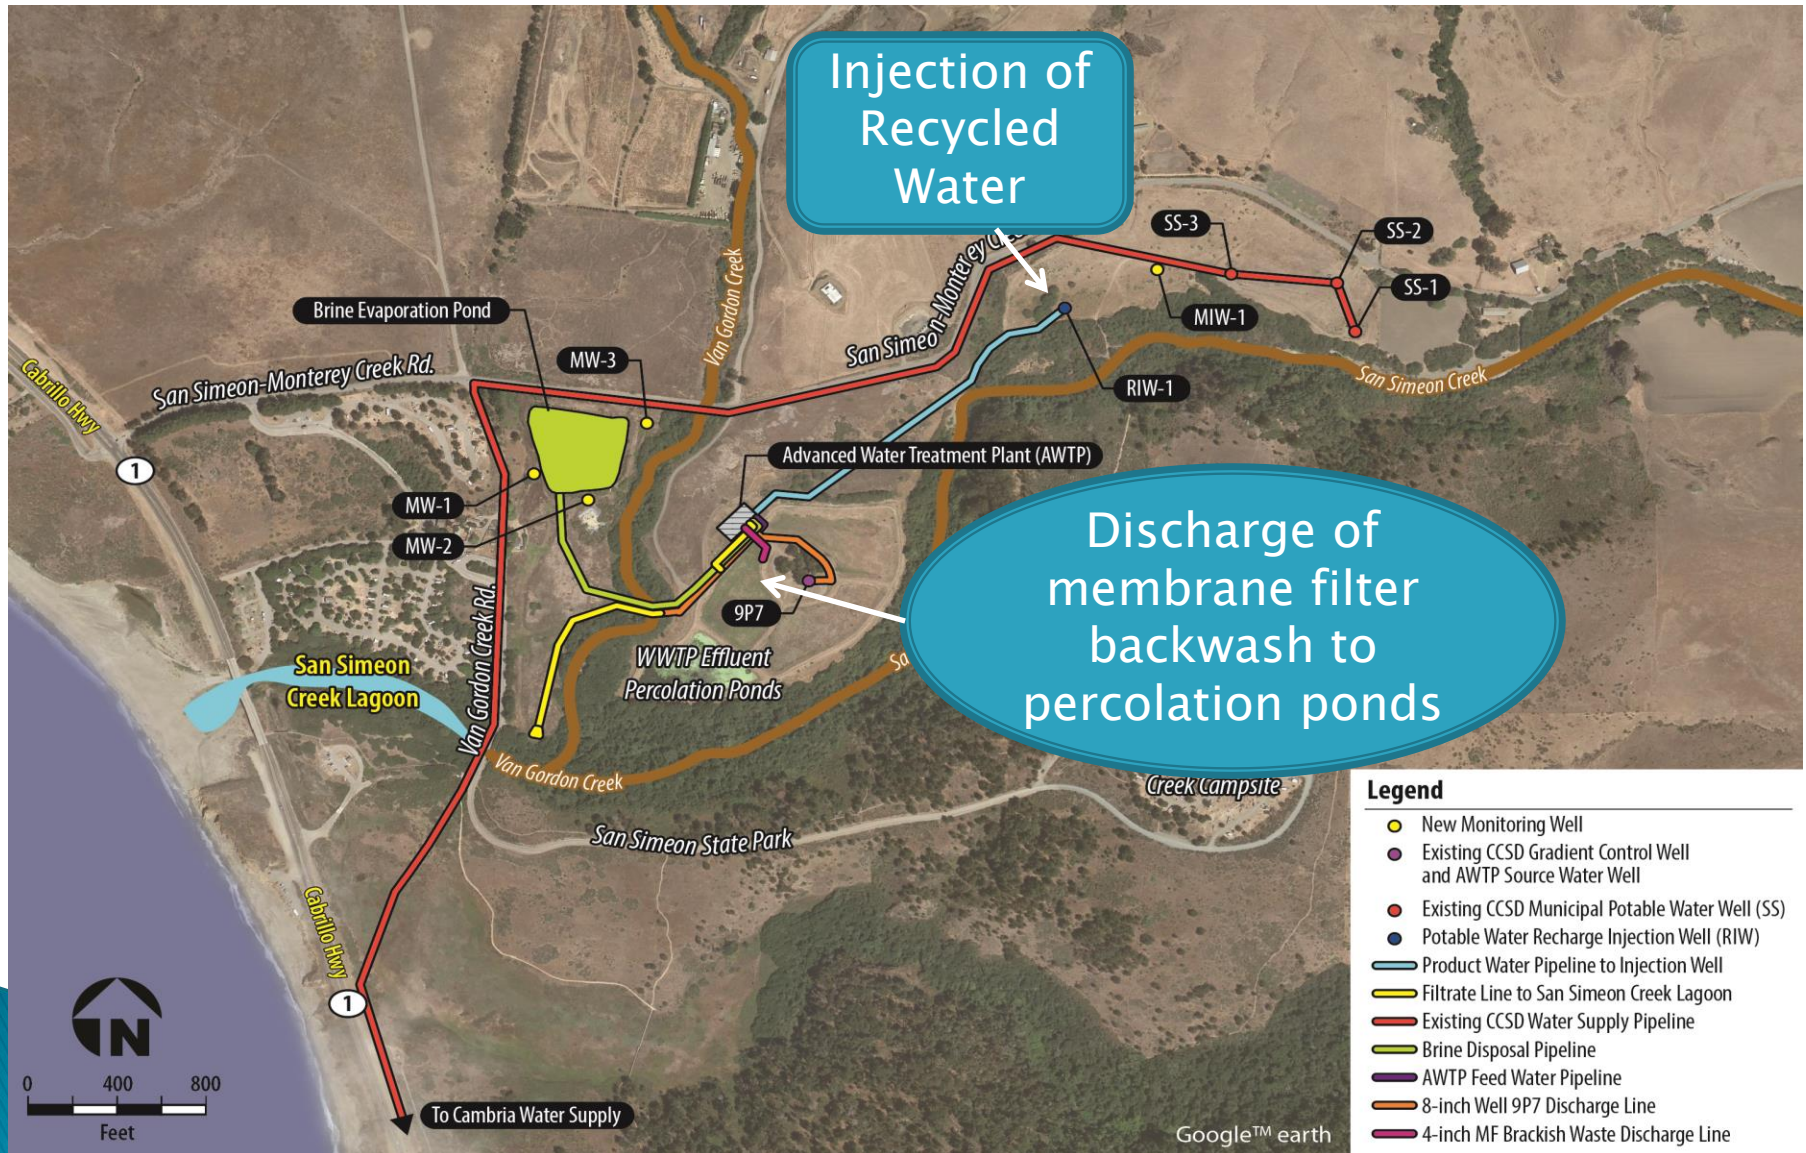 Injection of
Recycled
Water
SS-3
SS-2
SS-1
MIW-1
RIW-1
San Simeon-Monterey Cree
Van Gordon Creek
Brine Evaporation Pond
MW-3
San Simeon-Monterey Creek Rd.
Cabrillo Hwy
1
San Simeon Creek
Advanced Water Treatment Plant (AWTP)
MW-1
MW-2
Discharge of
membrane filter
backwash to
percolation ponds
9P7
WWTP Effluent
Percolation Ponds
Sa
Van Gordon Creek Rd.
San Simeon
Creek Lagoon
Van Gordon Creek
Creek Campsite
San Simeon State Park
Cabrillo Hwy
1
N
0 400 800
Feet
To Cambria Water Supply
Google™ earth
Legend
New Monitoring Well
Existing CCSD Gradient Control Well
and AWTP Source Water Well
Existing CCSD Municipal Potable Water Well (SS)
Potable Water Recharge Injection Well (RIW)
Product Water Pipeline to Injection Well
Filtrate Line to San Simeon Creek Lagoon
Existing CCSD Water Supply Pipeline
Brine Disposal Pipeline
AWTP Feed Water Pipeline
8-inch Well 9P7 Discharge Line
4-inch MF Brackish Waste Discharge Line